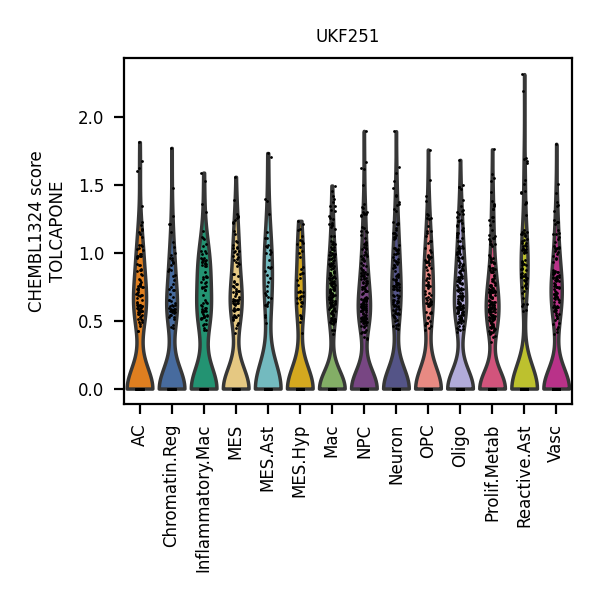 UKF251
CHEMBL1324 score
TOLCAPONE
2.0
1.5
1.0
0.5
0.0
AC
Chromatin.Reg
Inflammatory.Mac
MES
MES.Ast
MES.Hyp
Mac
NPC
Neuron
OPC
Oligo
Prolif.Metab
Reactive.Ast
Vasc